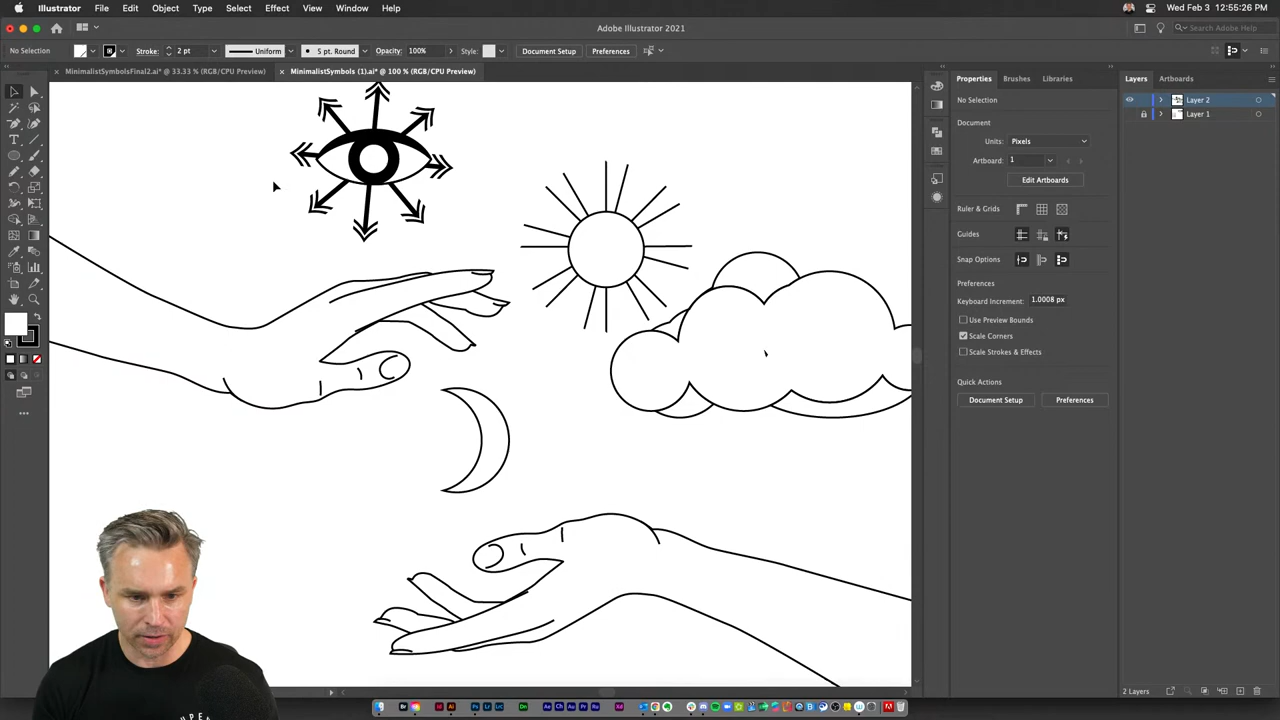 Illustrator File Edit Object Type Select Effect View Window Help
Wed Feb 3 12:55:26 PM
Adobe Illustrator 2021
Search Adobe Help
No Selection Stroke: 2 pt Uniform 5 pt. Round Opacity: 100% Style: Document Setup Preferences
× MinimalistSymbolsFinal2.ai* @ 33.33 % (RGB/CPU Preview) × MinimalistSymbols (1).ai* @ 100 % (RGB/CPU Preview)
Properties Brushes Libraries
Layers Artboards
No Selection
Layer 2
Layer 1
Document
Units: Pixels
Artboard: 1
Edit Artboards
Ruler & Grids
Guides
Snap Options
Preferences
Keyboard Increment: 1.0008 px
Use Preview Bounds
Scale Corners
Scale Strokes & Effects
Quick Actions
Document Setup Preferences
2 Layers
SUPER